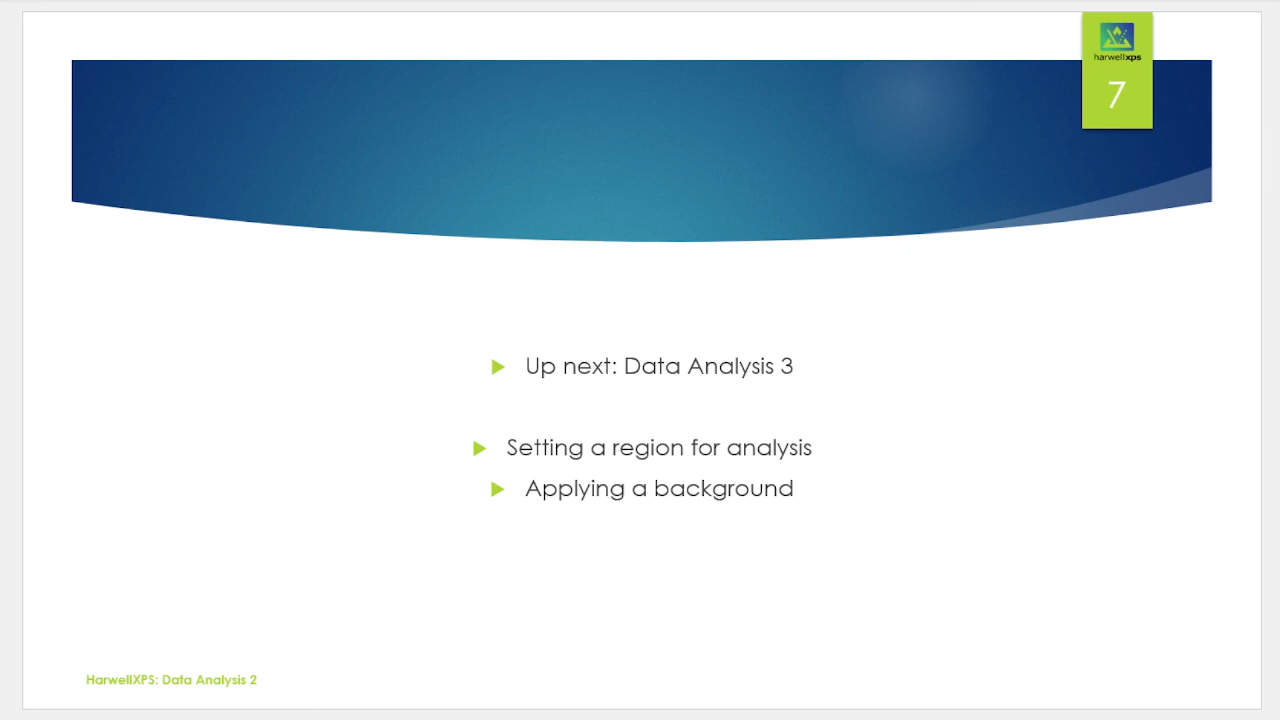 harwellxps
7
Up next: Data Analysis 3
Setting a region for analysis
Applying a background
HarwellXPS: Data Analysis 2